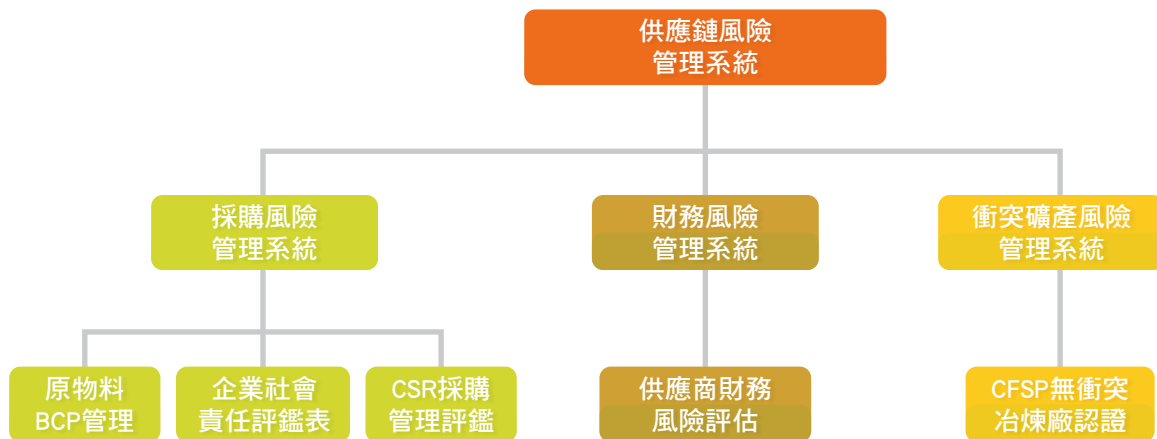 供應鏈風險
管理系統
採購風險
管理系統
財務風險
管理系統
衝突礦產風險
管理系統
原物料
BCP管理
企業社會
責任評鑑表
CSR採購
管理評鑑
供應商財務
風險評估
CFSP無衝突
冶煉廠認證